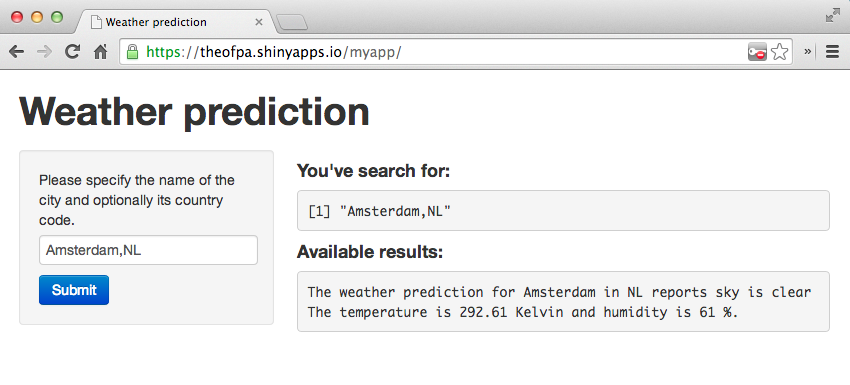 Weather prediction
https://theofpa.shinyapps.io/myapp/
Weather prediction
Please specify the name of the
city and optionally its country
code.
Amsterdam,NL
Submit
You've search for:
[1] "Amsterdam,NL"
Available results:
The weather prediction for Amsterdam in NL reports sky is clear
The temperature is 292.61 Kelvin and humidity is 61 %.